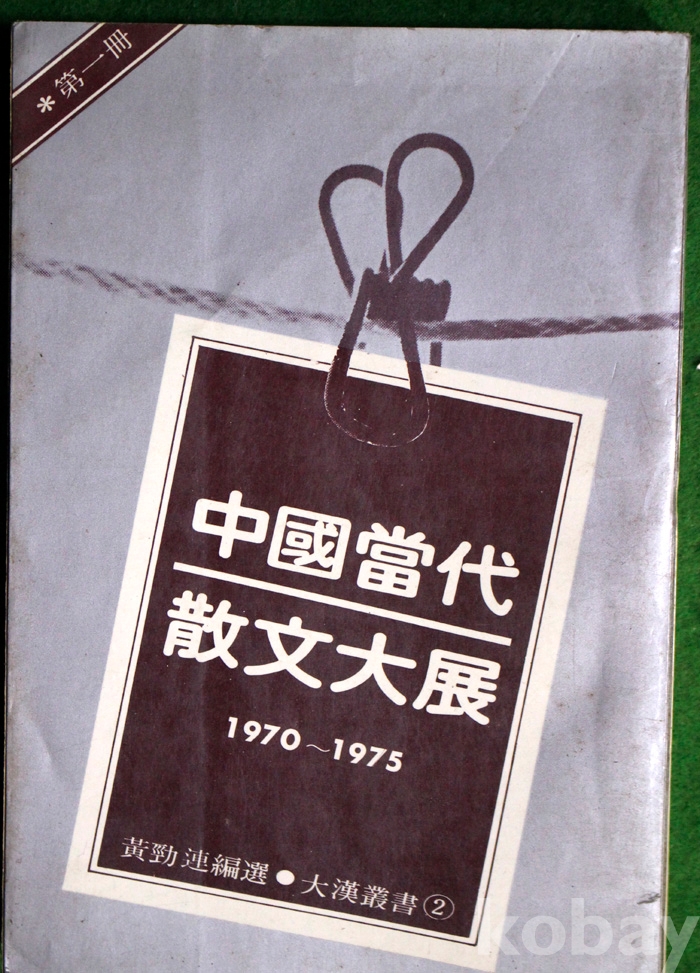 *第一冊
中國當代
散文大展
1970～1975
黃勁連編選●大漢叢書②
kobay